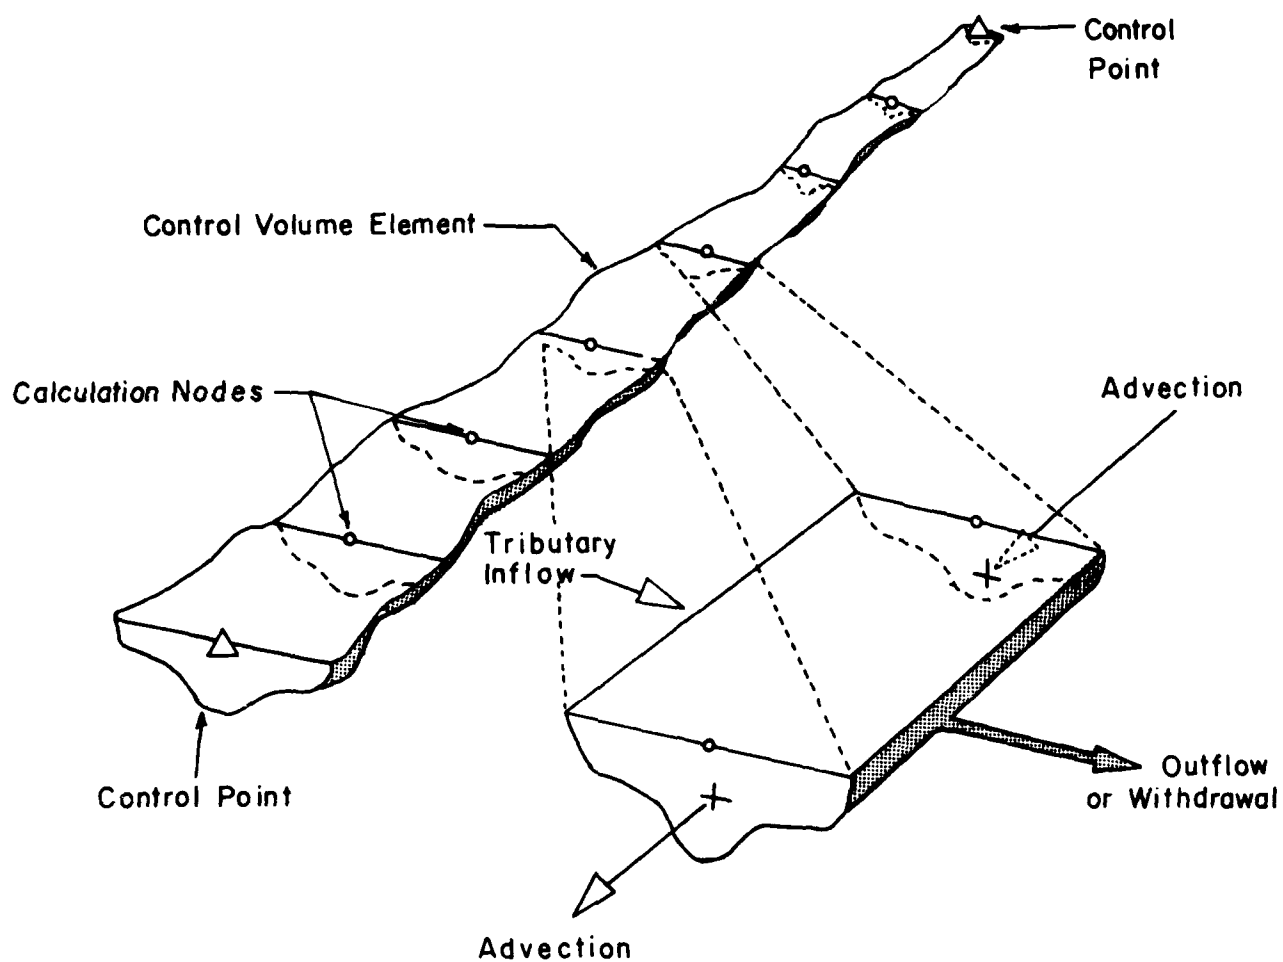 Control
Point
Control Volume Element
Calculation Nodes
Advection
Tributary
Inflow
Outflow
or Withdrawal
Control Point
Advection